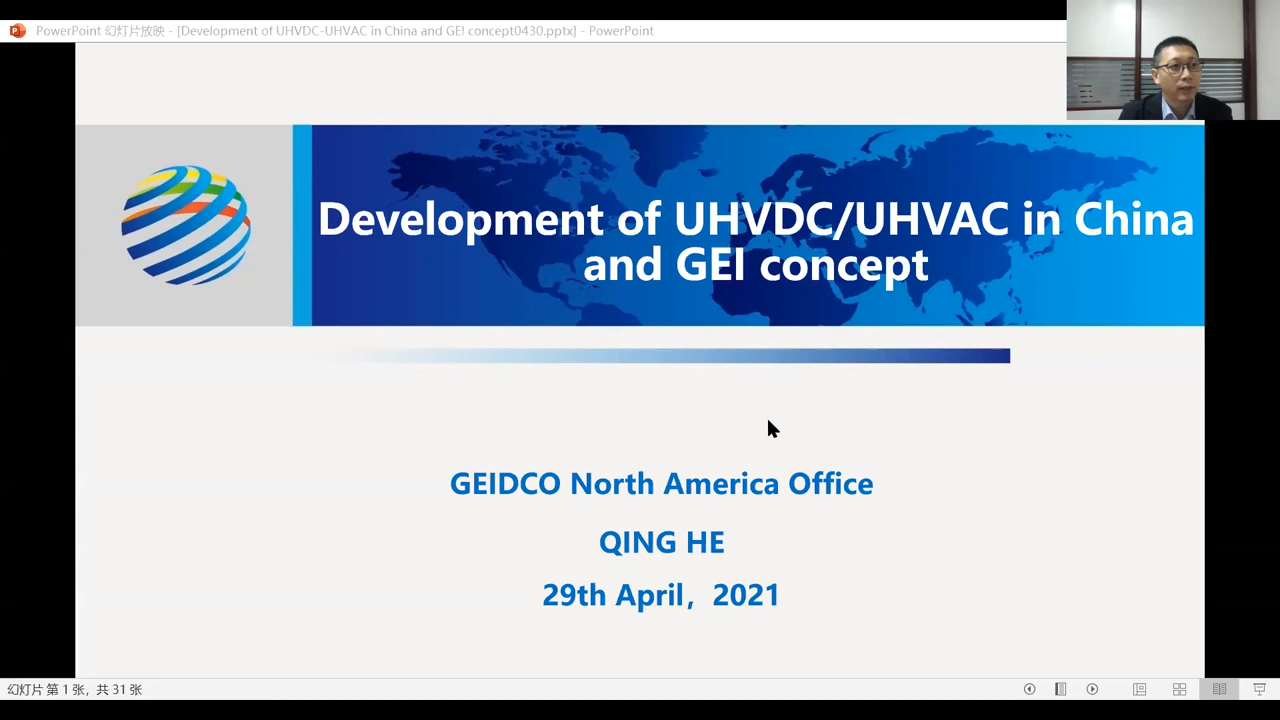 PowerPoint 幻灯片放映 - [Development of UHVDC-UHVAC in China and GEI concept0430.pptx] - PowerPoint
Development of UHVDC/UHVAC in China
and GEI concept
GEIDCO North America Office
QING HE
29th April，2021
幻灯片 第 1 张，共 31 张